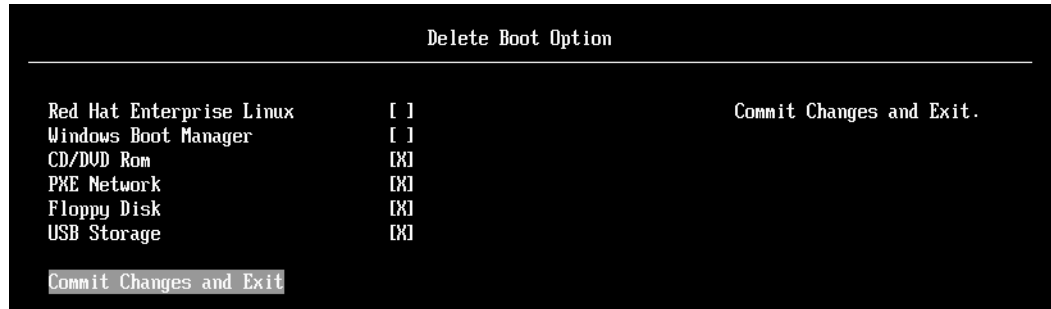 Delete Boot Option
Red Hat Enterprise Linux [ ] Commit Changes and Exit.
Windows Boot Manager [ ]
CD/DVD Rom [X]
PXE Network [X]
Floppy Disk [X]
USB Storage [X]
Commit Changes and Exit